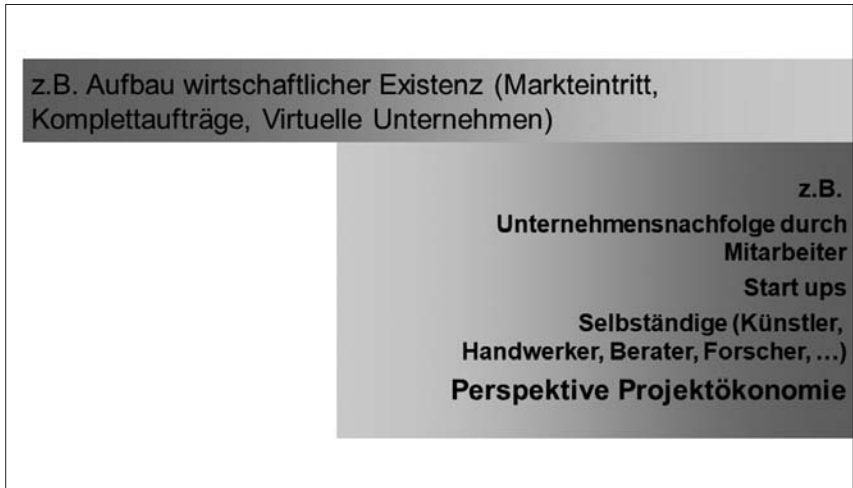 z.B. Aufbau wirtschaftlicher Existenz (Markteintritt,
Komplettaufträge, Virtuelle Unternehmen)
z.B.
Unternehmensnachfolge durch
Mitarbeiter
Start ups
Selbständige (Künstler,
Handwerker, Berater, Forscher, …)
Perspektive Projektökonomie